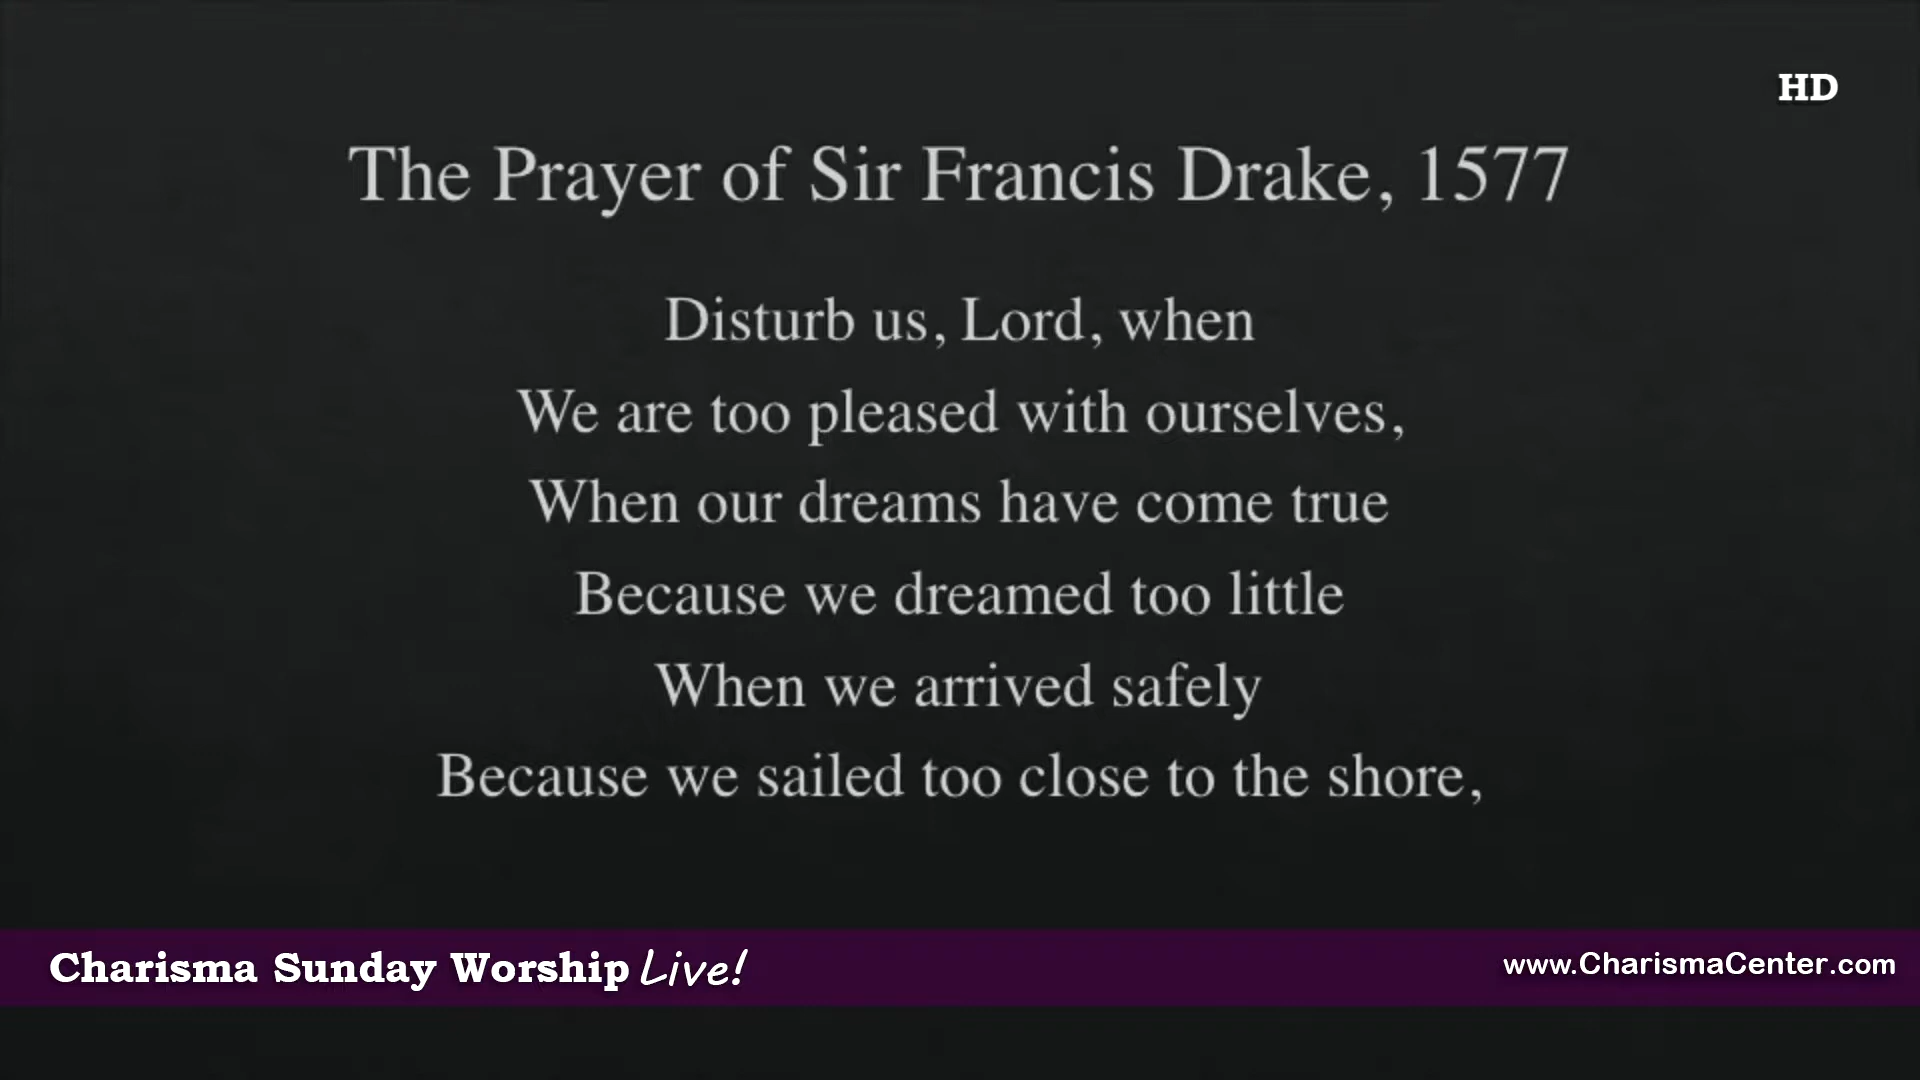 HD
The Prayer of Sir Francis Drake, 1577
Disturb us, Lord, when
We are too pleased with ourselves,
When our dreams have come true
Because we dreamed too little
When we arrived safely
Because we sailed too close to the shore,
Charisma Sunday Worship Live!
www.CharismaCenter.com